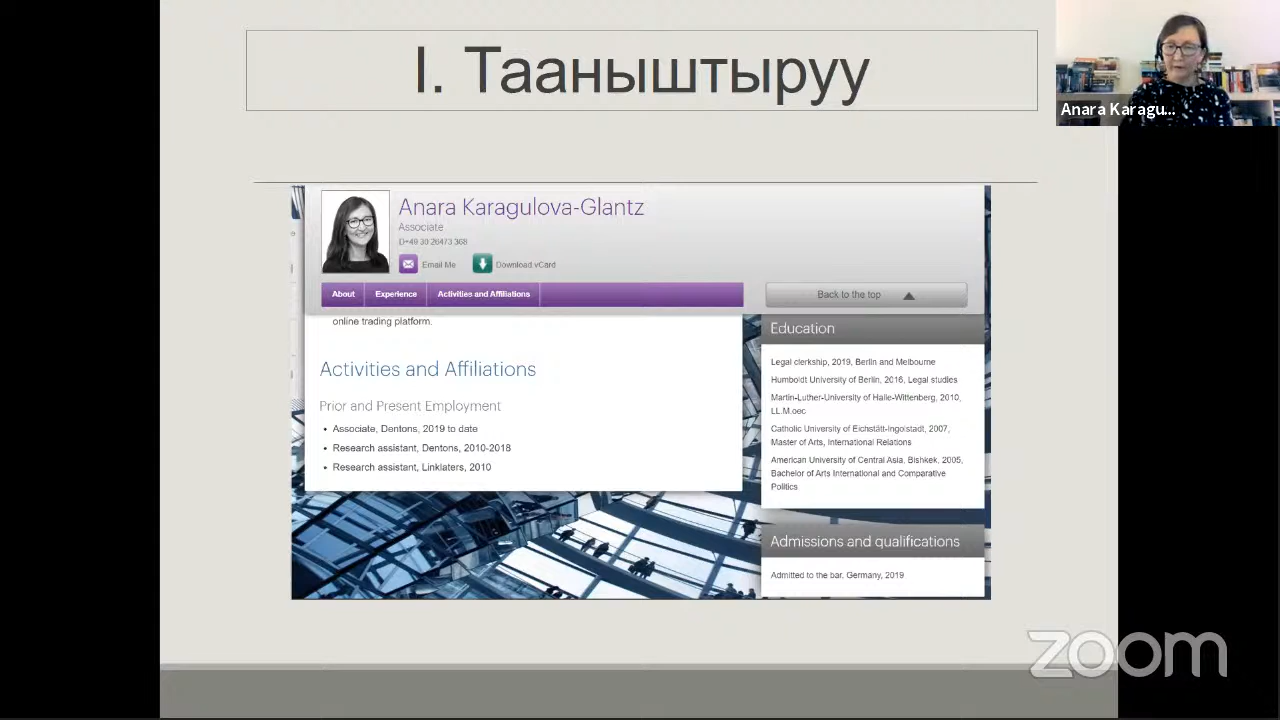 I. Тааныштыруу
Anara Karagu...
Anara Karagulova-Glantz
Associate
D+49 30 26473 368
Email Me
Download vCard
About
Experience
Activities and Affiliations
Back to the top
online trading platform.
Activities and Affiliations
Prior and Present Employment
• Associate, Dentons, 2019 to date
• Research assistant, Dentons, 2010-2018
• Research assistant, Linklaters, 2010
Education
Legal clerkship, 2019, Berlin and Melbourne
Humboldt University of Berlin, 2016, Legal studies
Martin-Luther-University of Halle-Wittenberg, 2010,
LL.M.oec
Catholic University of Eichstätt-Ingolstadt, 2007,
Master of Arts, International Relations
American University of Central Asia, Bishkek, 2005,
Bachelor of Arts International and Comparative
Politics
Admissions and qualifications
Admitted to the bar, Germany, 2019
zoom